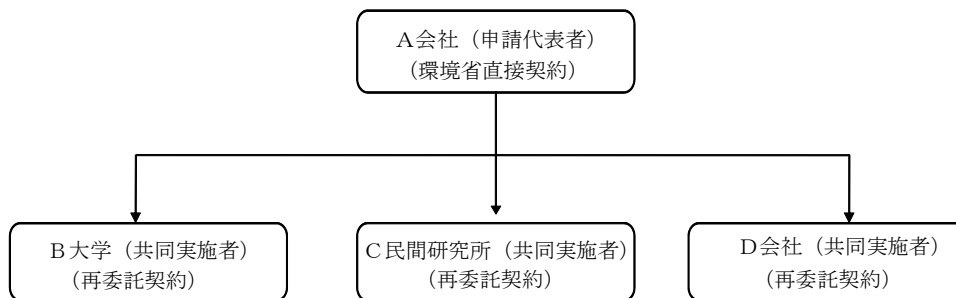 A会社（申請代表者）
（環境省直接契約）
B大学（共同実施者）
（再委託契約）
C民間研究所（共同実施者）
（再委託契約）
D会社（共同実施者）
（再委託契約）